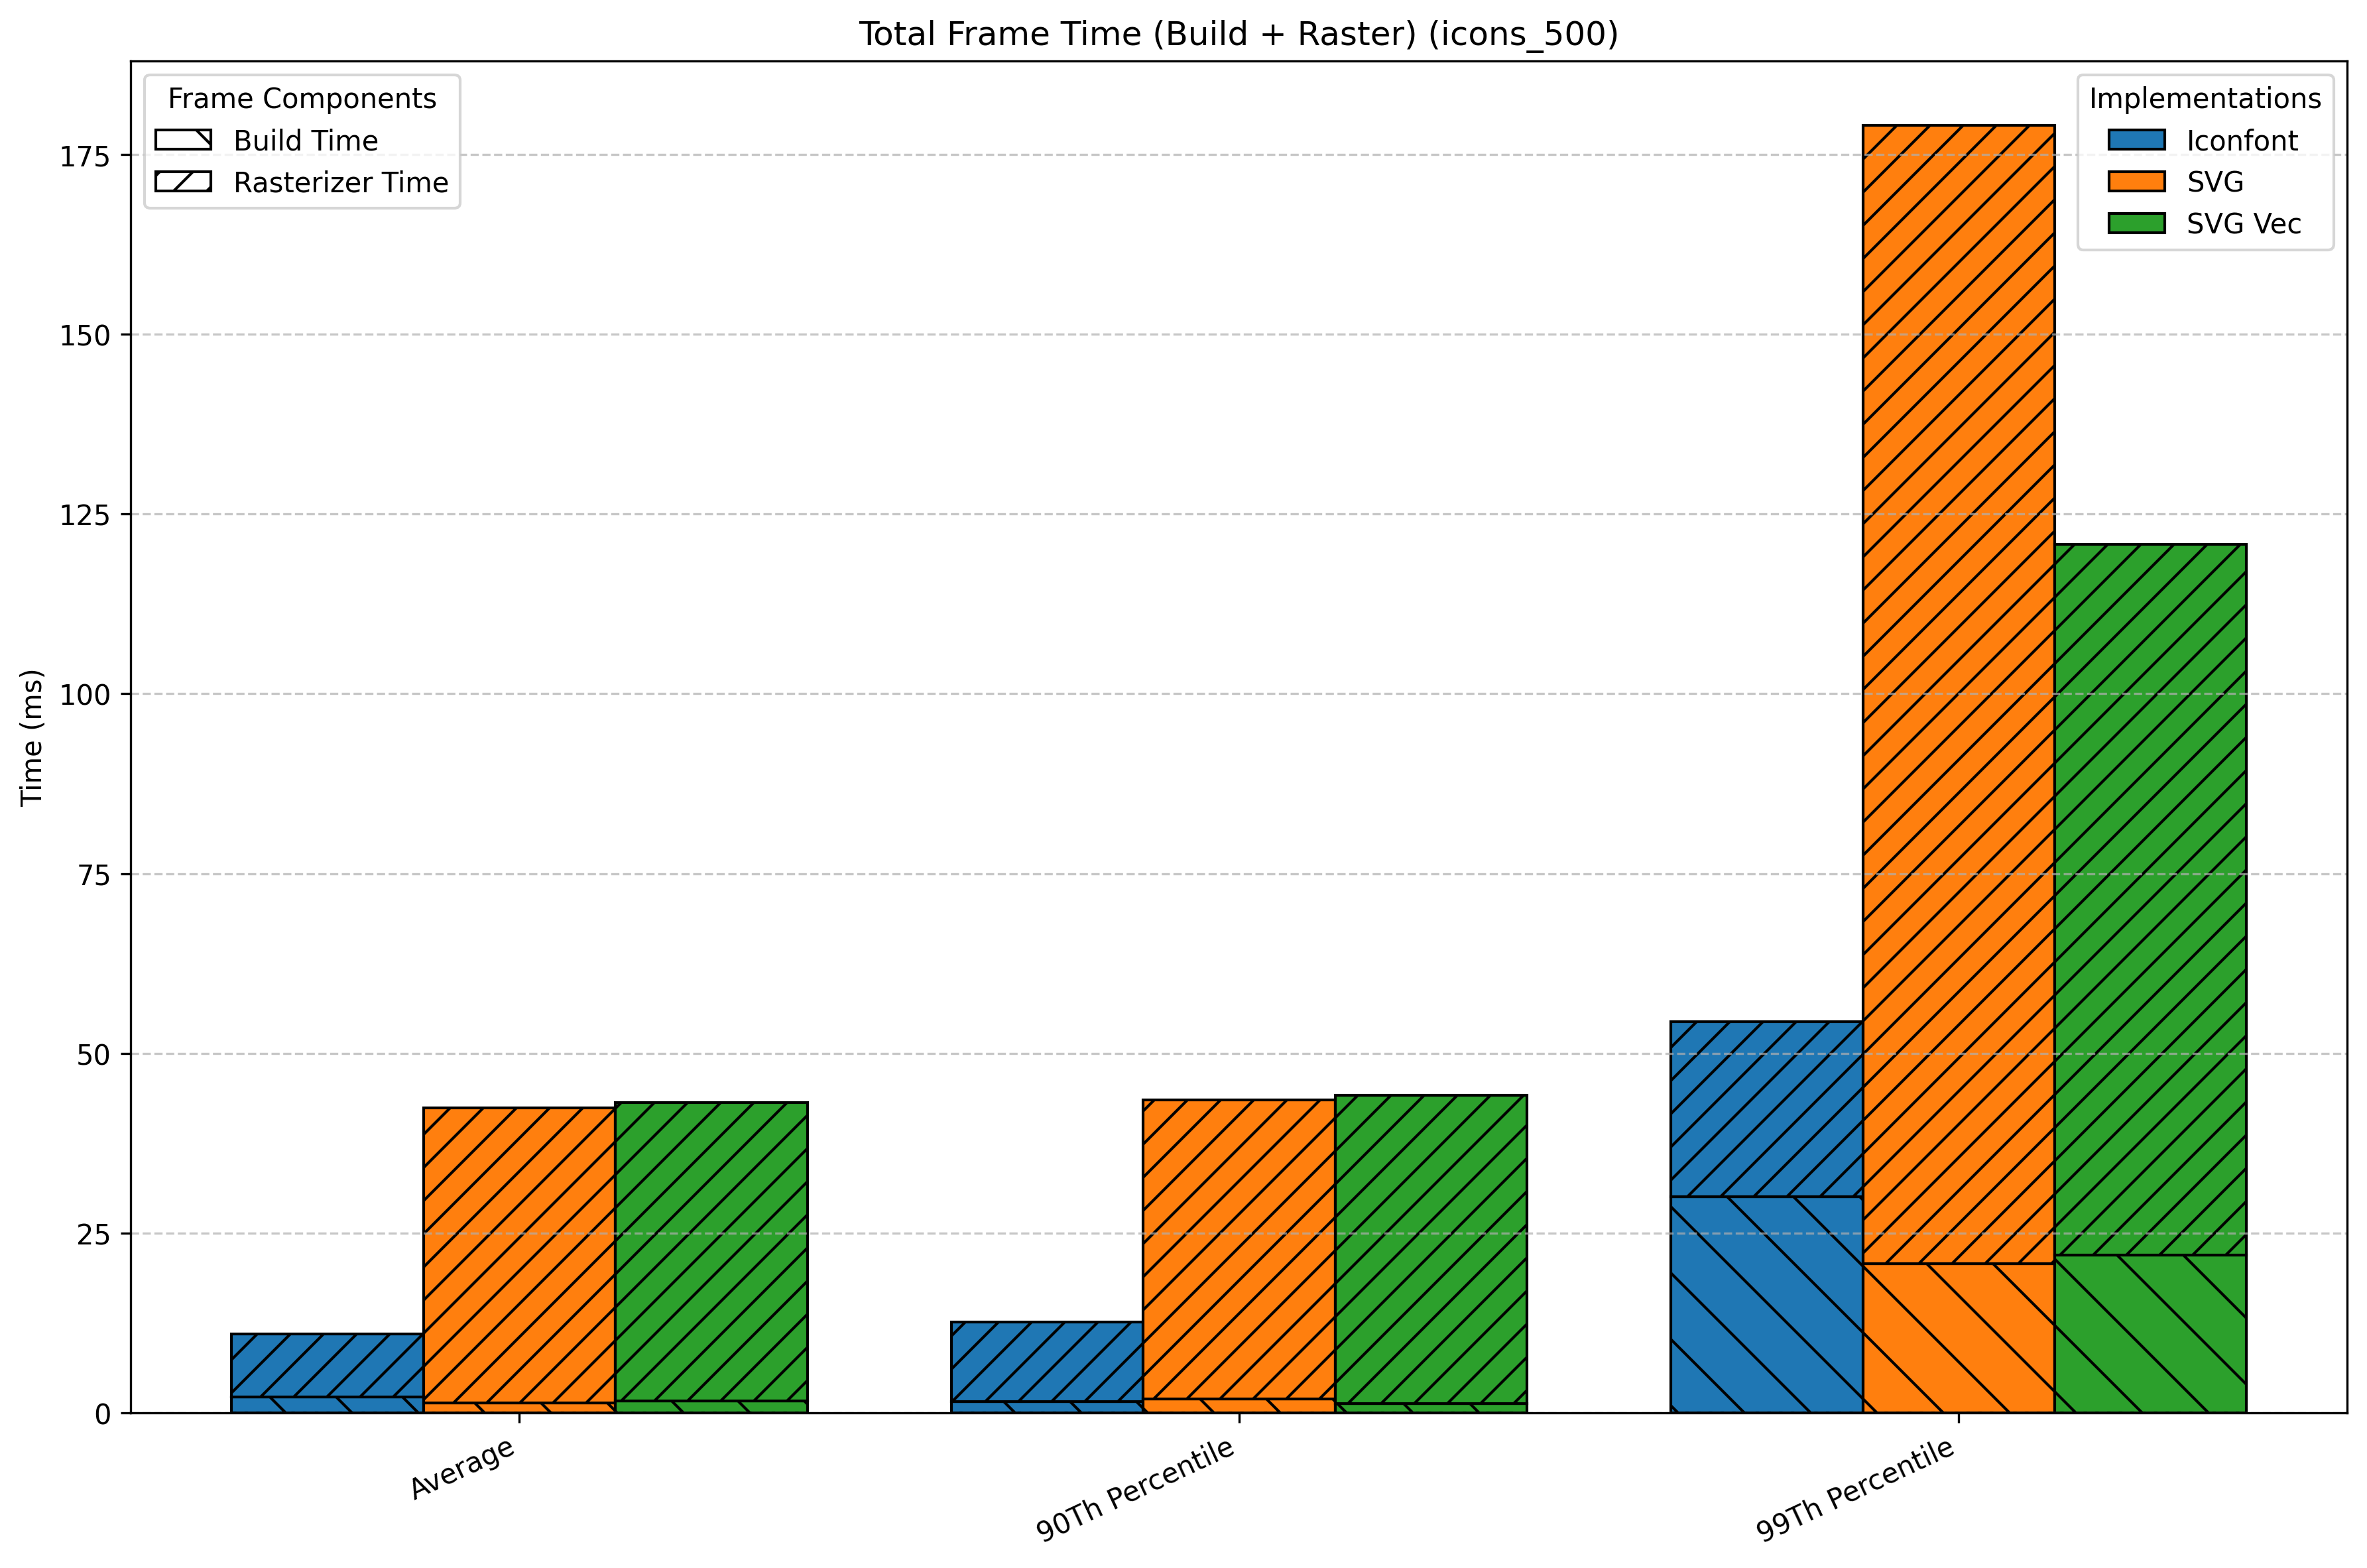 Total Frame Time (Build + Raster) (icons_500)
Frame Components
Build Time
Rasterizer Time
Implementations
Iconfont
SVG
SVG Vec
Time (ms)
175
150
125
100
75
50
25
0
Average
90Th Percentile
99Th Percentile